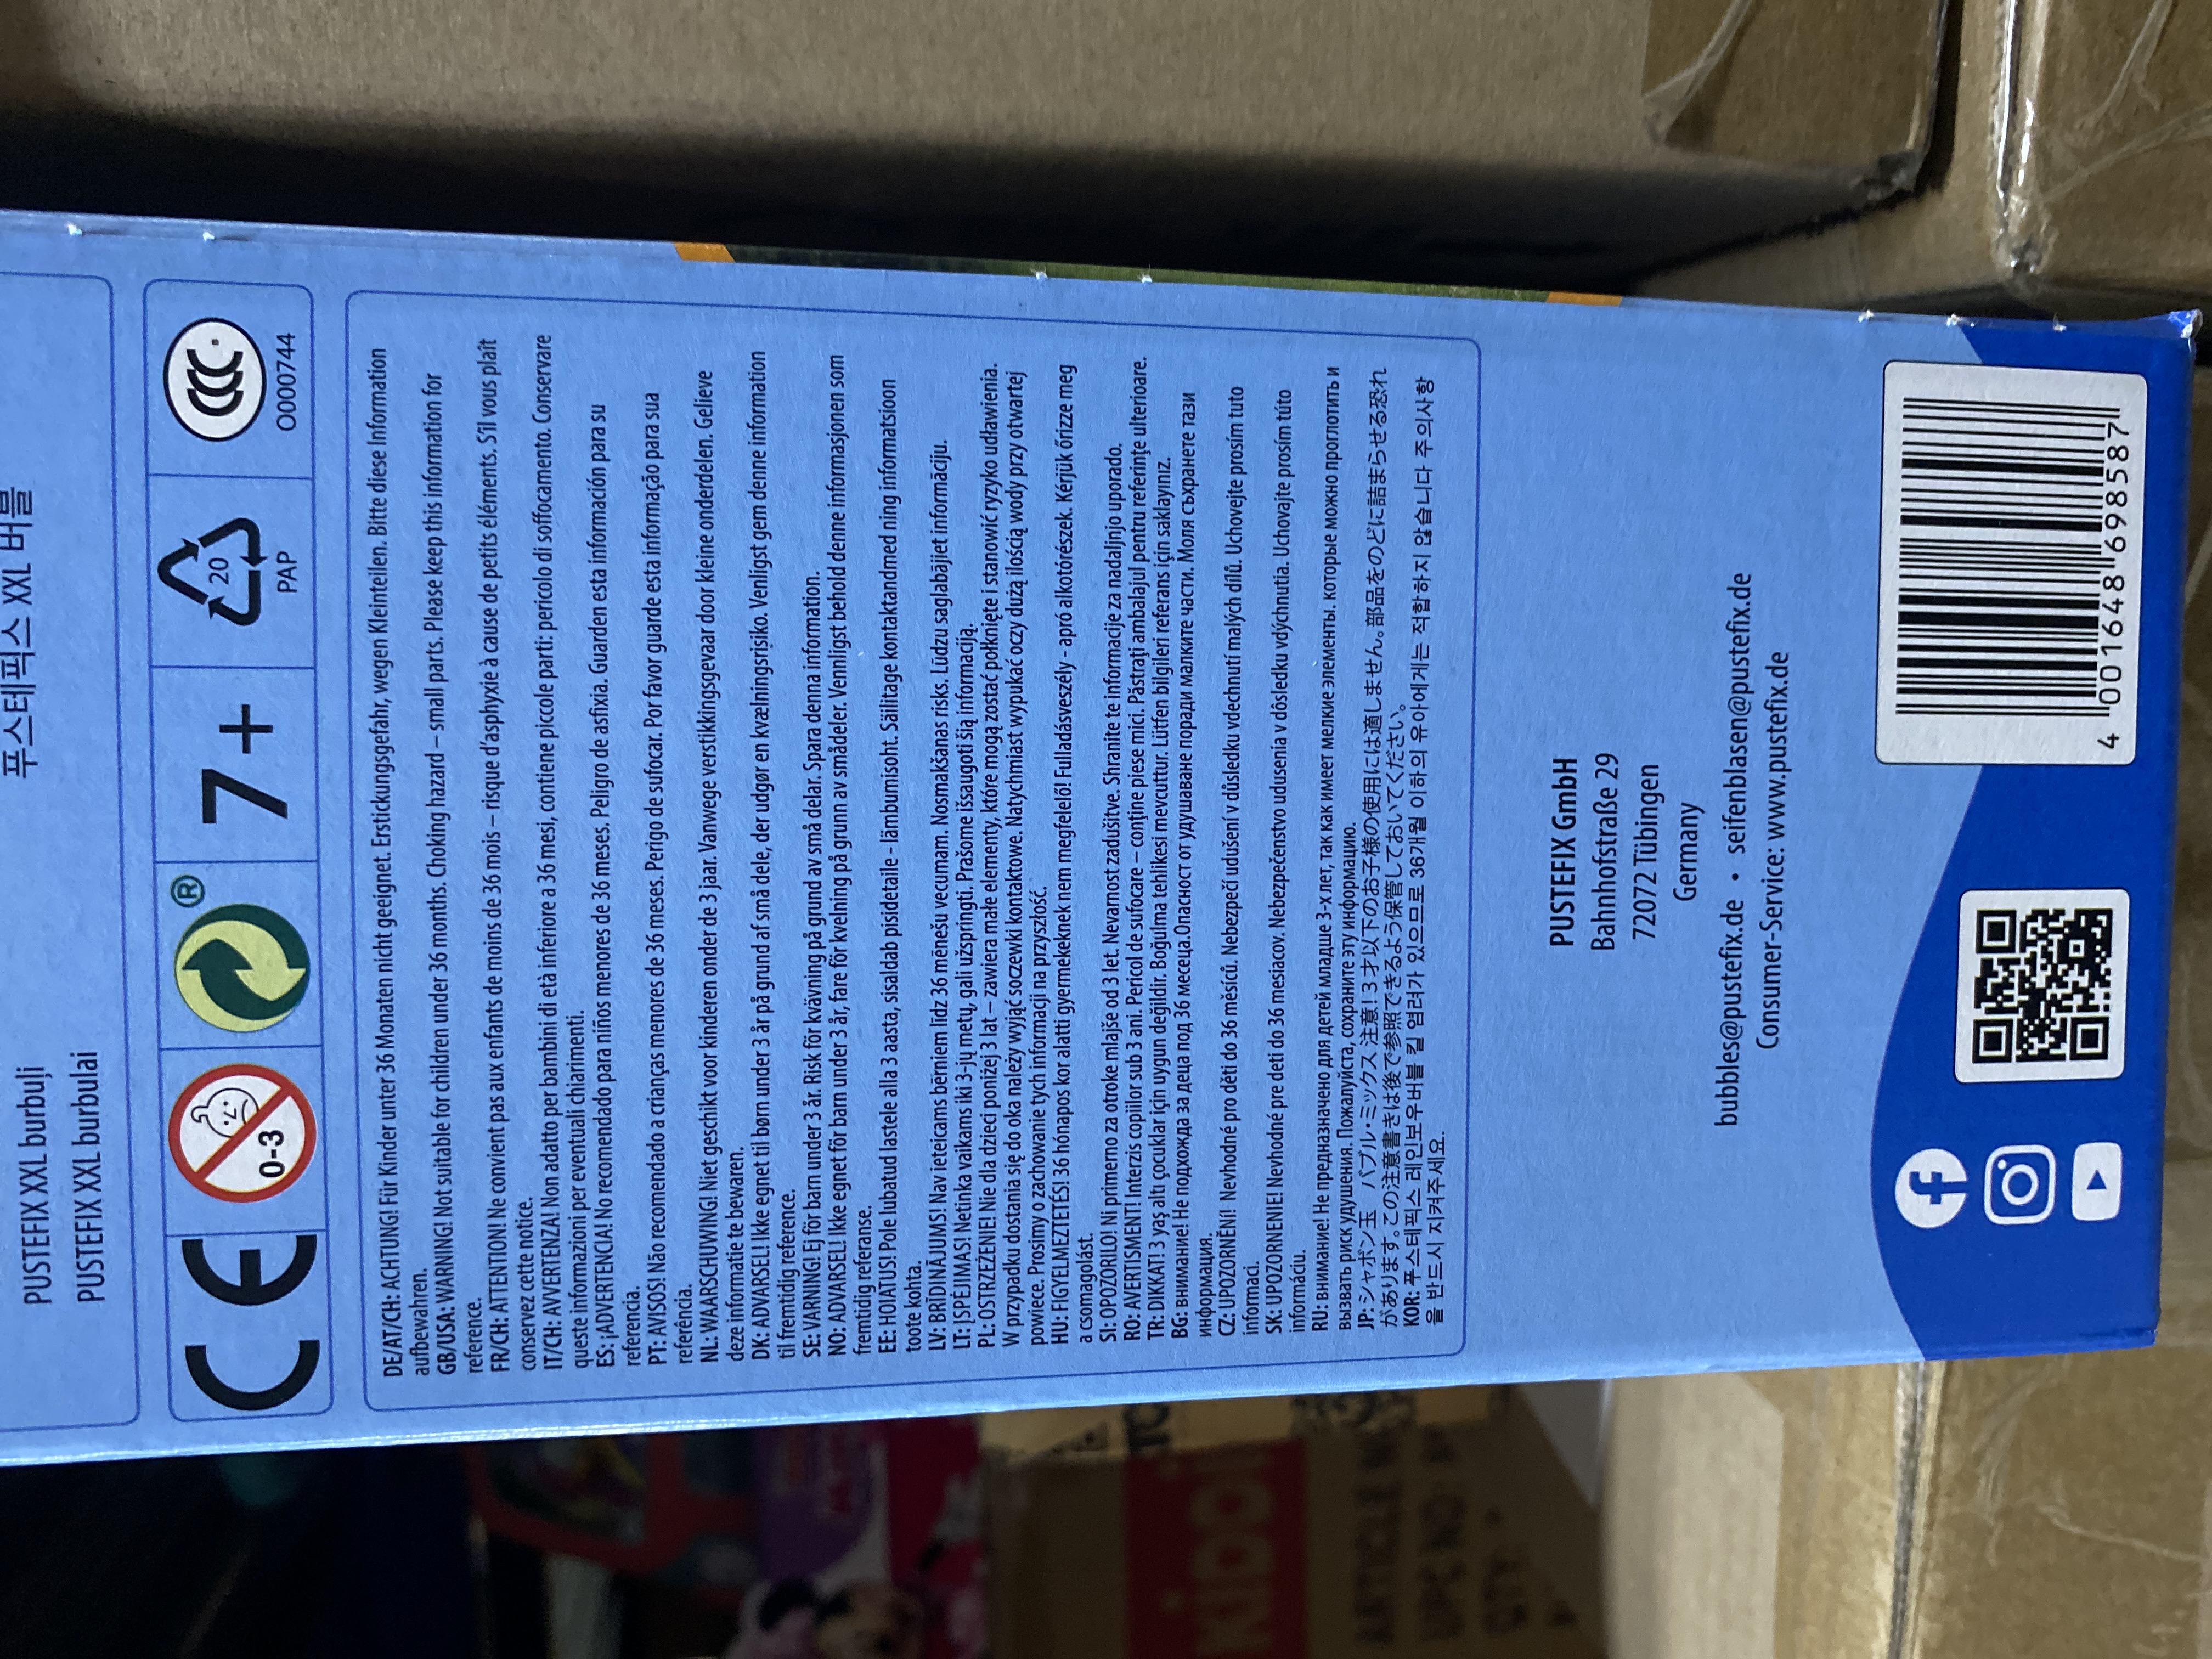 PUSTEFIX XXL burbuļi
PUSTEFIX XXL burbulai
푸스테픽스 XXL 버블
CE
0-3
®
7+
20
PAP
CCC
0000744
DE/AT/CH: ACHTUNG! Für Kinder unter 36 Monaten nicht geeignet. Erstickungsgefahr, wegen Kleinteilen. Bitte diese Information
aufbewahren.
GB/USA: WARNING! Not suitable for children under 36 months. Choking hazard – small parts. Please keep this information for
reference.
FR/CH: ATTENTION! Ne convient pas aux enfants de moins de 36 mois – risque d'asphyxie à cause de petits éléments. S'il vous plaît
conservez cette notice.
IT/CH: AVVERTENZA! Non adatto per bambini di età inferiore a 36 mesi, contiene piccole parti: pericolo di soffocamento. Conservare
queste informazioni per eventuali chiarimenti.
ES: ¡ADVERTENCIA! No recomendado para niños menores de 36 meses. Peligro de asfixia. Guarden esta información para su
referencia.
PT: AVISOS! Não recomendado a crianças menores de 36 meses. Perigo de sufocar. Por favor guarde esta informação para sua
referência.
NL: WAARSCHUWING! Niet geschikt voor kinderen onder de 3 jaar. Vanwege verstikkingsgevaar door kleine onderdelen. Gelieve
deze informatie te bewaren.
DK: ADVARSEL! Ikke egnet til børn under 3 år på grund af små dele, der udgør en kvælningsrisiko. Venligst gem denne information
til fremtidig reference.
SE: VARNING! Ej för barn under 3 år. Risk för kvävning på grund av små delar. Spara denna information.
NO: ADVARSEL! Ikke egnet för barn under 3 år, fare för kvelning på grunn av smådeler. Vennligst behold denne informasjonen som
fremtidig referanse.
EE: HOIATUS! Pole lubatud lastele alla 3 aasta, sisaldab pisidetaile - lämbumisoht. Säilitage kontaktandmed ning informatsioon
toote kohta.
LV: BRĪDINĀJUMS! Nav ieteicams bērniem līdz 36 mēnešu vecumam. Nosmakšanas risks. Lūdzu saglabājiet informāciju.
LT: ĮSPĖJIMAS! Netinka vaikams iki 3-jų metų, gali užspringti. Prašome išsaugoti šią informaciją.
PL: OSTRZEŻENIE! Nie dla dzieci poniżej 3 lat – zawiera małe elementy, które mogą zostać połknięte i stanowić ryzyko udławienia.
W przypadku dostania się do oka należy wyjąć soczewki kontaktowe. Natychmiast wypukać oczy dużą ilością wody przy otwartej
powiece. Prosimy o zachowanie tych informacji na przyszłość.
HU: FIGYELMEZTETÉS! 36 hónapos kor alatti gyermekeknek nem megfelelő! Fulladásveszély - apró alkotórészek. Kérjük őrizze meg
a csomagolást.
SI: OPOZORILO! Ni primerno za otroke mlajše od 3 let. Nevarnost zadušitve. Shranite te informacije za nadaljnjo uporado.
RO: AVERTISMENT! Interzis copiilor sub 3 ani. Pericol de sufocare – conține piese mici. Păstrați ambalajul pentru referințe ulterioare.
TR: DIKKAT! 3 yaş altı çocuklar için uygun değildir. Boğulma tehlikesi mevcuttur. Lütfen bilgileri referans için saklayınız.
BG: внимание! Не подхожда за деца под 36 месеца.Опасност от удушаване поради малките части. Моля съхранете тази
информация.
CZ: UPOZORNĚNI! Nevhodné pro děti do 36 měsíců. Nebezpečí udušení v důsledku vdechnutí malých dílů. Uchovejte prosím tuto
informaci.
SK: UPOZORNENIE! Nevhodné pre deti do 36 mesiacov. Nebezpečenstvo udusenia v dôsledku vdýchnutia. Uchovajte prosím túto
informáciu.
RU: внимание! Не предназначено для детей младше 3-х лет, так как имеет мелкие элементы. которые можно проглотить и
вызвать риск удушения. Пожалуйста, сохраните эту информацию.
JP: シャボン玉 バブル・ミックス 注意！3 才以下のお子様の使用には適しません。部品をのどに詰まらせる恐れ
があります。この注意書きは後で参照できるよう保管しておいてください。
KOR: 푸스테픽스 레인보우버블 킬 염려가 있으므로 36개월 이하의 유아에게는 적합하지 않습니다 주의사항
을 반드시 지켜주세요.
PUSTEFIX GmbH
Bahnhofstraße 29
72072 Tübingen
Germany
bubbles@pustefix.de • seifenblasen@pustefix.de
Consumer-Service: www.pustefix.de
4 001648 698587
kiboi
ARTICLE
UPC NO:
QTY: